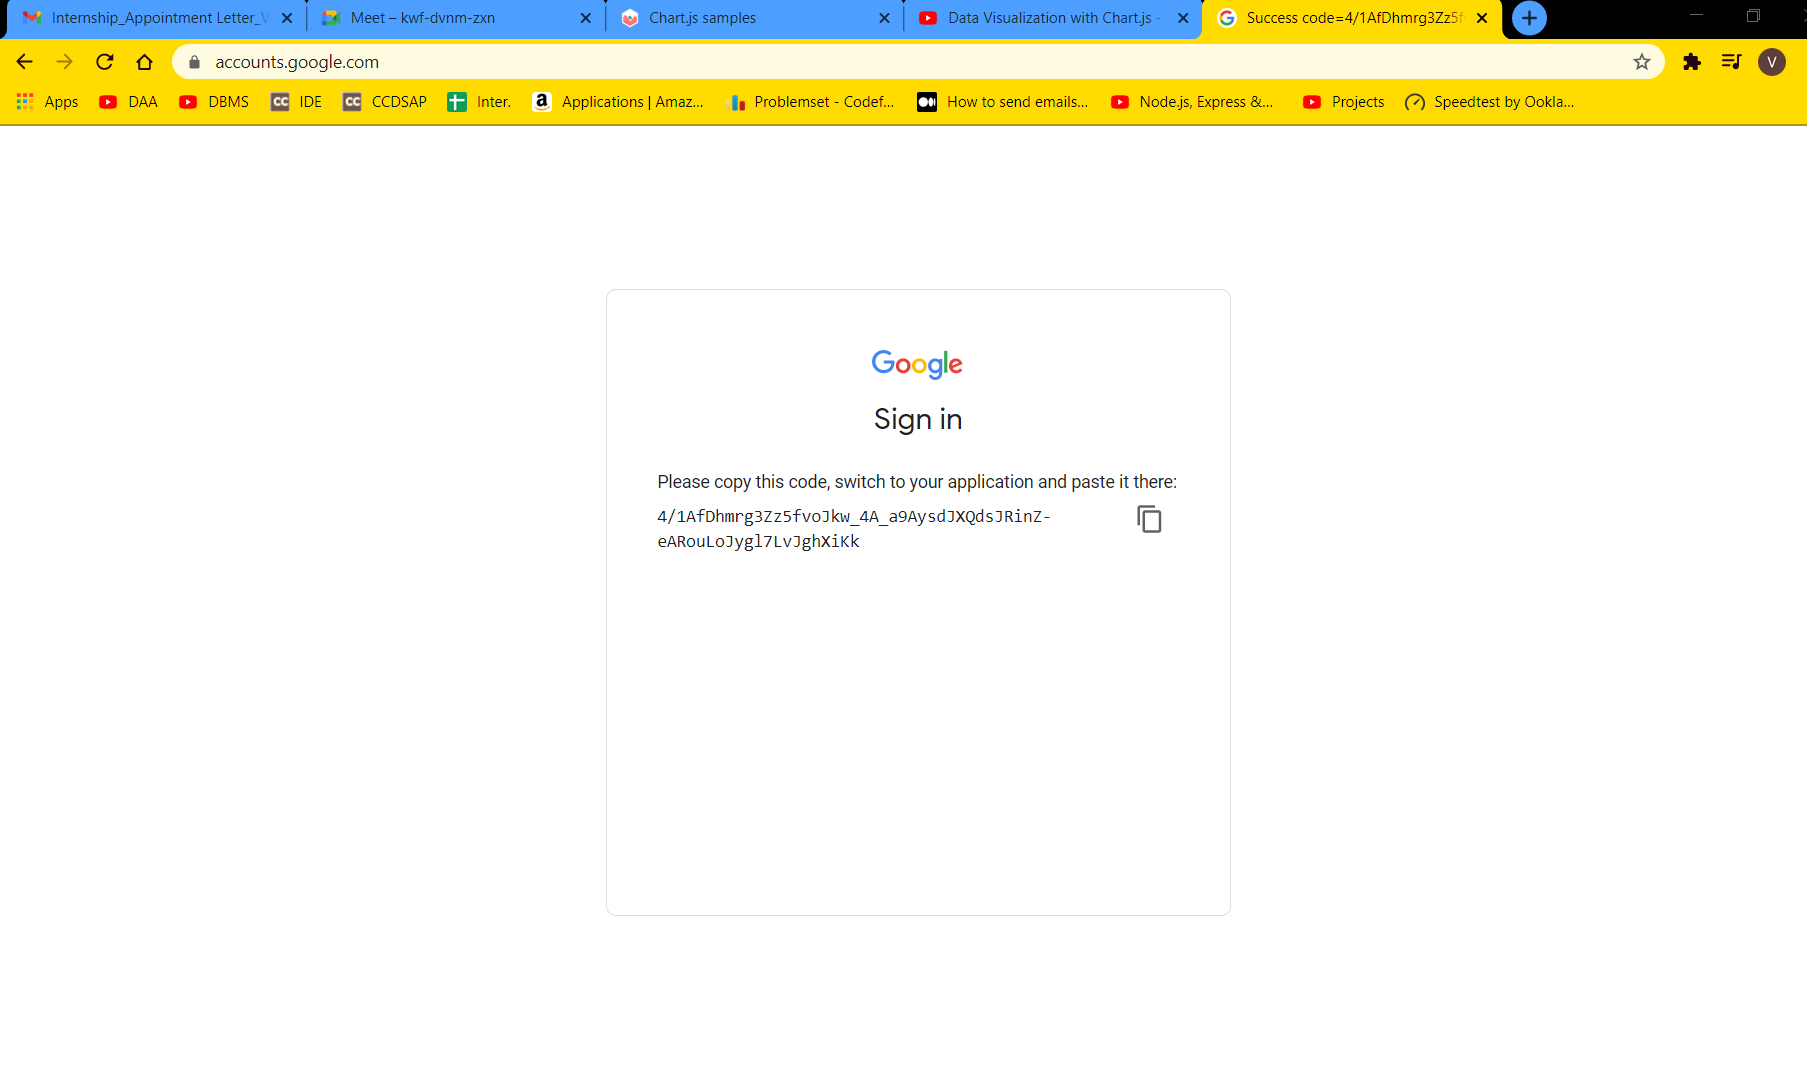 Internship_Appointment Letter_V
Meet – kwf-dvnm-zxn
Chart.js samples
Data Visualization with Chart.js -
Success code=4/1AfDhmrg3Zz5f
accounts.google.com
V
Apps
DAA
DBMS
CC IDE
CC CCDSAP
Inter.
a Applications | Amaz...
Problemset - Codef...
How to send emails...
Node.js, Express &...
Projects
Speedtest by Ookla...
Google
Sign in
Please copy this code, switch to your application and paste it there:
4/1AfDhmrg3Zz5fvoJkw_4A_a9AysdJXQdsJRinZ-
eARouLoJygl7LvJghXiKk